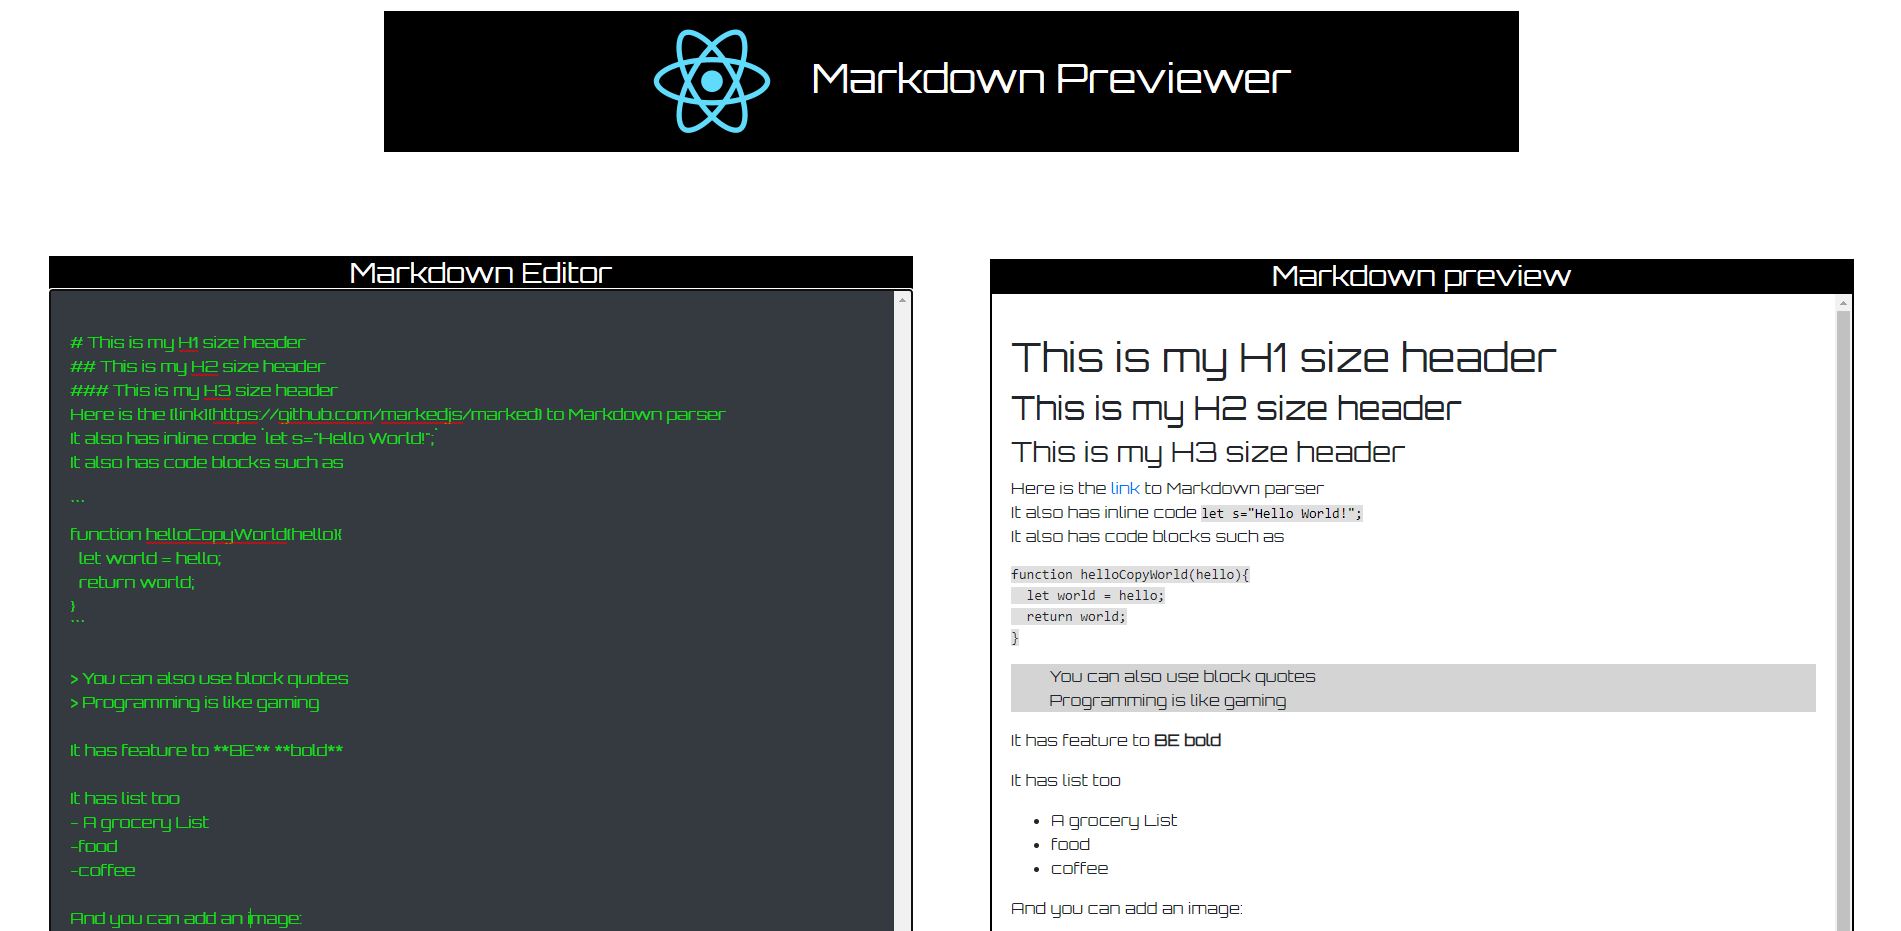 Markdown Previewer
Markdown Editor
# This is my H1 size header
## This is my H2 size header
### This is my H3 size header
Here is the [link](https://github.com/markedjs/marked) to Markdown parser
It also has inline code `let s="Hello World!";`
It also has code blocks such as
```
function helloCopyWorld(hello){
  let world = hello;
  return world;
}
```
> You can also use block quotes
> Programming is like gaming
It has feature to **BE** **bold**
It has list too
- A grocery List
-food
-coffee
And you can add an image:
Markdown preview
This is my H1 size header
This is my H2 size header
This is my H3 size header
Here is the link to Markdown parser
It also has inline code let s="Hello World!";
It also has code blocks such as
function helloCopyWorld(hello){
  let world = hello;
  return world;
}
You can also use block quotes
Programming is like gaming
It has feature to BE bold
It has list too
• A grocery List
• food
• coffee
And you can add an image: